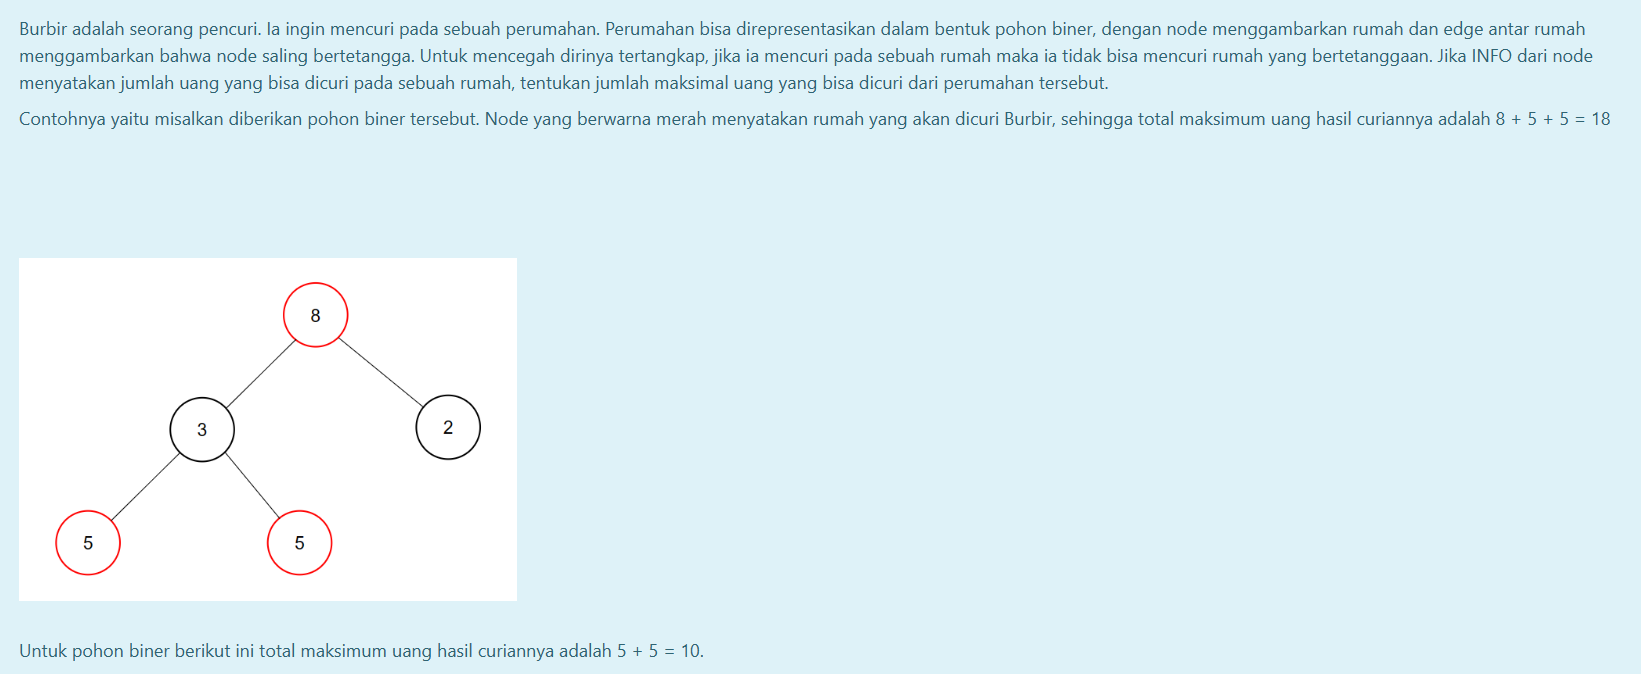 Burbir adalah seorang pencuri. Ia ingin mencuri pada sebuah perumahan. Perumahan bisa direpresentasikan dalam bentuk pohon biner, dengan node menggambarkan rumah dan edge antar rumah
menggambarkan bahwa node saling bertetangga. Untuk mencegah dirinya tertangkap, jika ia mencuri pada sebuah rumah maka ia tidak bisa mencuri rumah yang bertetanggaan. Jika INFO dari node
menyatakan jumlah uang yang bisa dicuri pada sebuah rumah, tentukan jumlah maksimal uang yang bisa dicuri dari perumahan tersebut.
Contohnya yaitu misalkan diberikan pohon biner tersebut. Node yang berwarna merah menyatakan rumah yang akan dicuri Burbir, sehingga total maksimum uang hasil curiannya adalah 8 + 5 + 5 = 18
8
3
2
5
5
Untuk pohon biner berikut ini total maksimum uang hasil curiannya adalah 5 + 5 = 10.